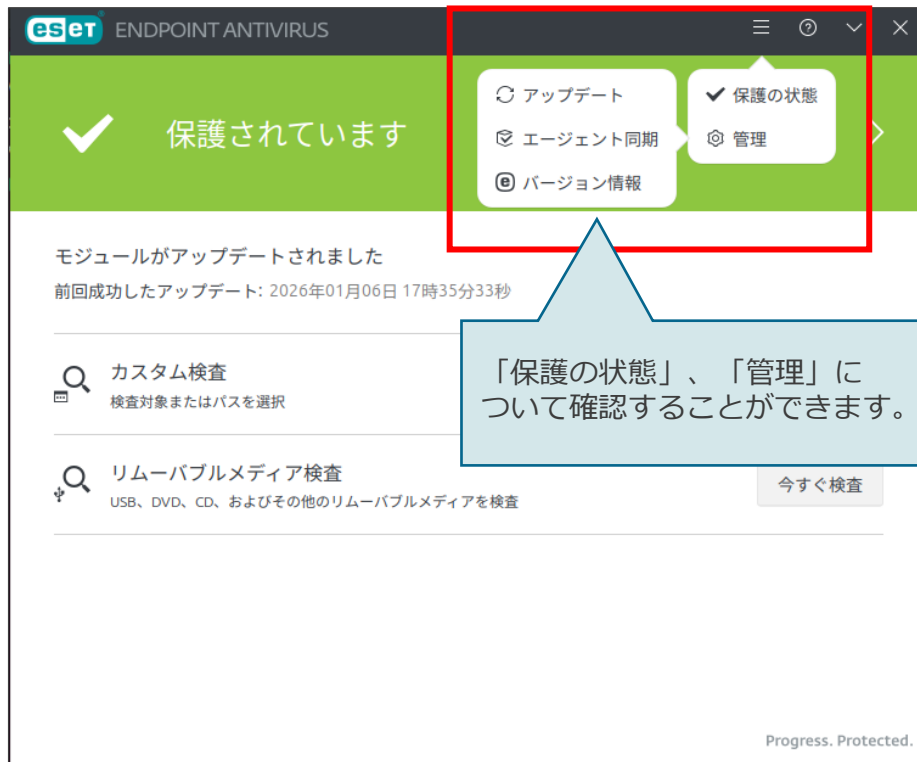 eset ENDPOINT ANTIVIRUS
保護されています
アップデート
エージェント同期
バージョン情報
保護の状態
管理
モジュールがアップデートされました
前回成功したアップデート: 2026年01月06日 17時35分33秒
「保護の状態」、「管理」に
ついて確認することができます。
カスタム検査
検査対象またはパスを選択
リムーバブルメディア検査
USB、DVD、CD、およびその他のリムーバブルメディアを検査
今すぐ検査
Progress. Protected.